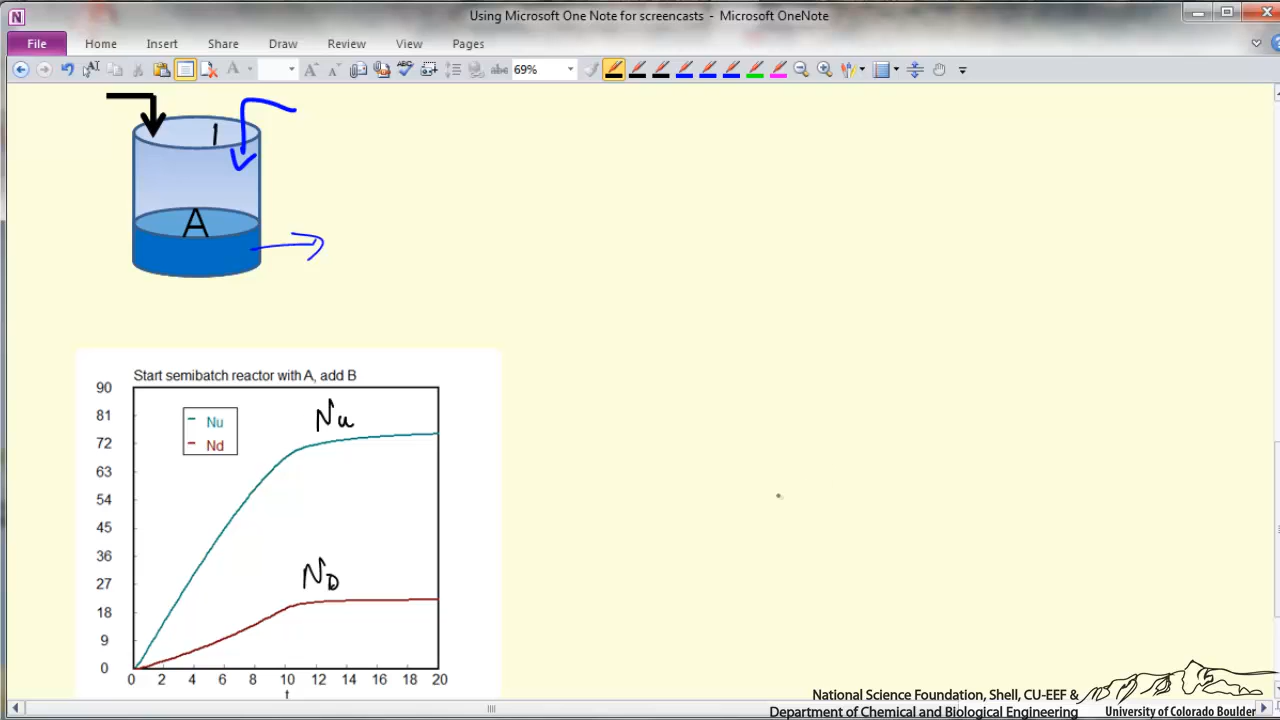 Using Microsoft One Note for screencasts - Microsoft OneNote
File Home Insert Share Draw Review View Pages
69%
1
A
Start semibatch reactor with A, add B
90
81
72
63
54
45
36
27
18
9
0
Nu
Nd
Nu
ND
0 2 4 6 8 10 12 14 16 18 20
t
National Science Foundation, Shell, CU-EEF &
Department of Chemical and Biological Engineering
University of Colorado Boulder